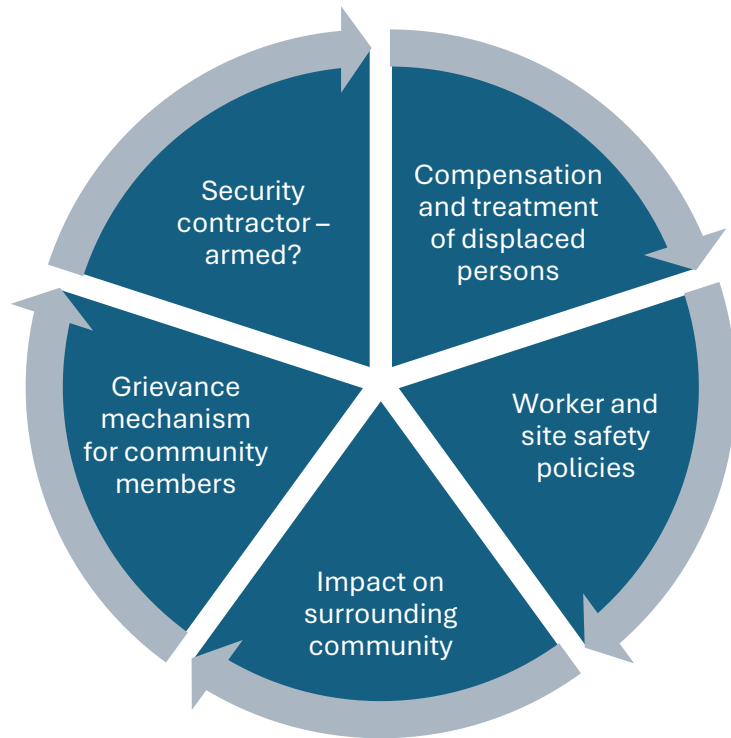 Compensation
and treatment
of displaced
persons
Worker and
site safety
policies
Impact on
surrounding
community
Grievance
mechanism
for community
members
Security
contractor –
armed?